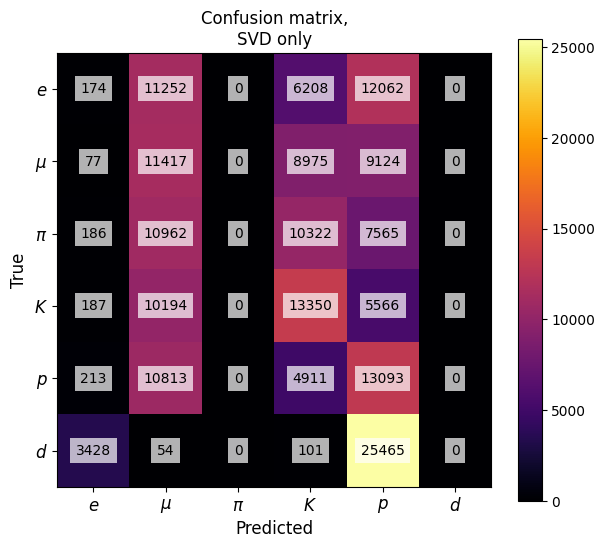 Confusion matrix,
SVD only
e 174 11252 0 6208 12062 0
μ 77 11417 0 8975 9124 0
π 186 10962 0 10322 7565 0
K 187 10194 0 13350 5566 0
p 213 10813 0 4911 13093 0
d 3428 54 0 101 25465 0
e μ π K p d
Predicted
True
25000
20000
15000
10000
5000
0